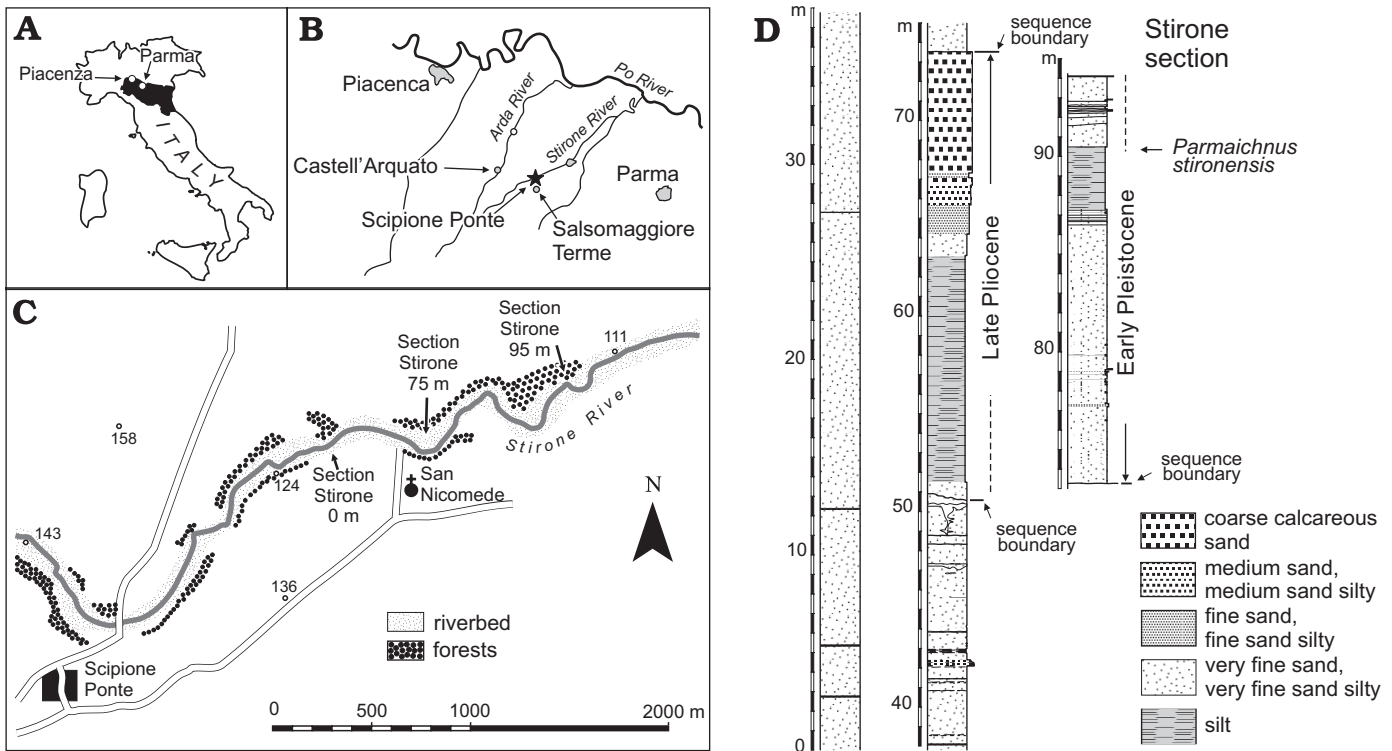 A
Parma
Piacenza
ITALY
B
Piacenca
Po River
Arda River
Stirone River
Castell'Arquato
Parma
Scipione Ponte
Salsomaggiore
Terme
C
Section
Stirone
95 m
111
Section
Stirone
75 m
Stirone River
158
124
Section
Stirone
0 m
San
Nicomede
N
143
136
riverbed
forests
Scipione
Ponte
0
500
1000
2000 m
D
m
30
20
10
0
m
70
60
50
40
sequence
boundary
Late Pliocene
sequence
boundary
Stirone
section
m
90
80
Parmaichnus
stironensis
Early Pleistocene
sequence
boundary
coarse calcareous
sand
medium sand,
medium sand silty
fine sand,
fine sand silty
very fine sand,
very fine sand silty
silt